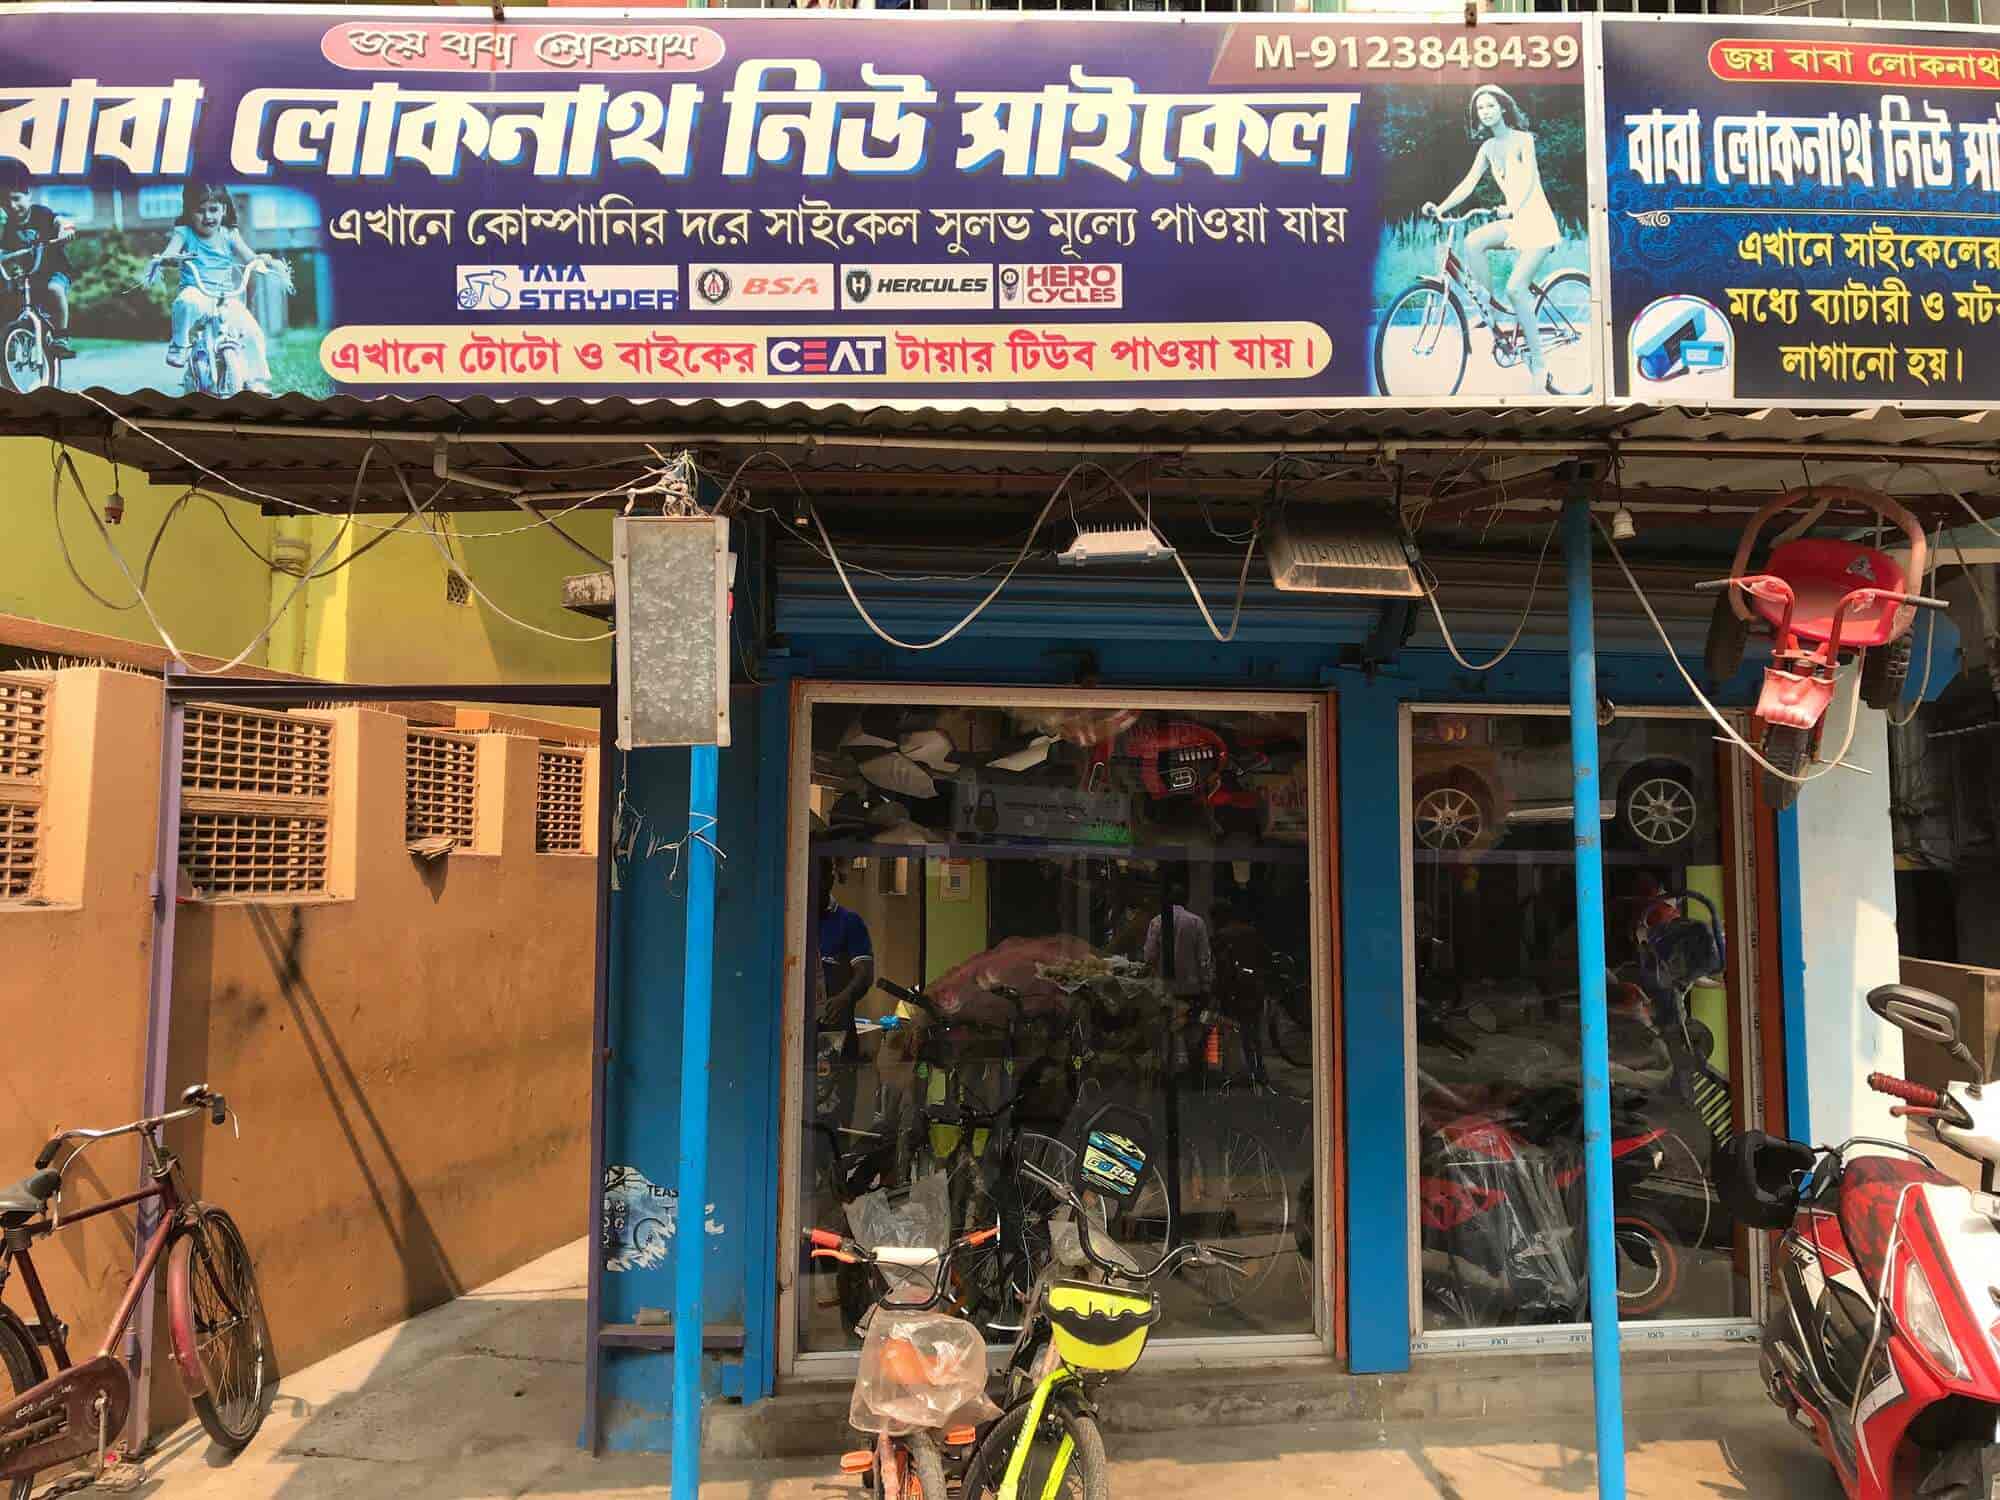 জয় বাবা লোকনাথ
M-9123848439
বাবা লোকনাথ নিউ সাইকেল
এখানে কোম্পানির দরে সাইকেল সুলভ মূল্যে পাওয়া যায়
TATA STRYDER BSA HERCULES HERO CYCLES
এখানে টোটো ও বাইকের CEAT টায়ার টিউব পাওয়া যায়।
জয় বাবা লোকনাথ
বাবা লোকনাথ নিউ
এখানে সাইকেলের
মধ্যে ব্যাটারী ও
লাগানো হয়।
BSA